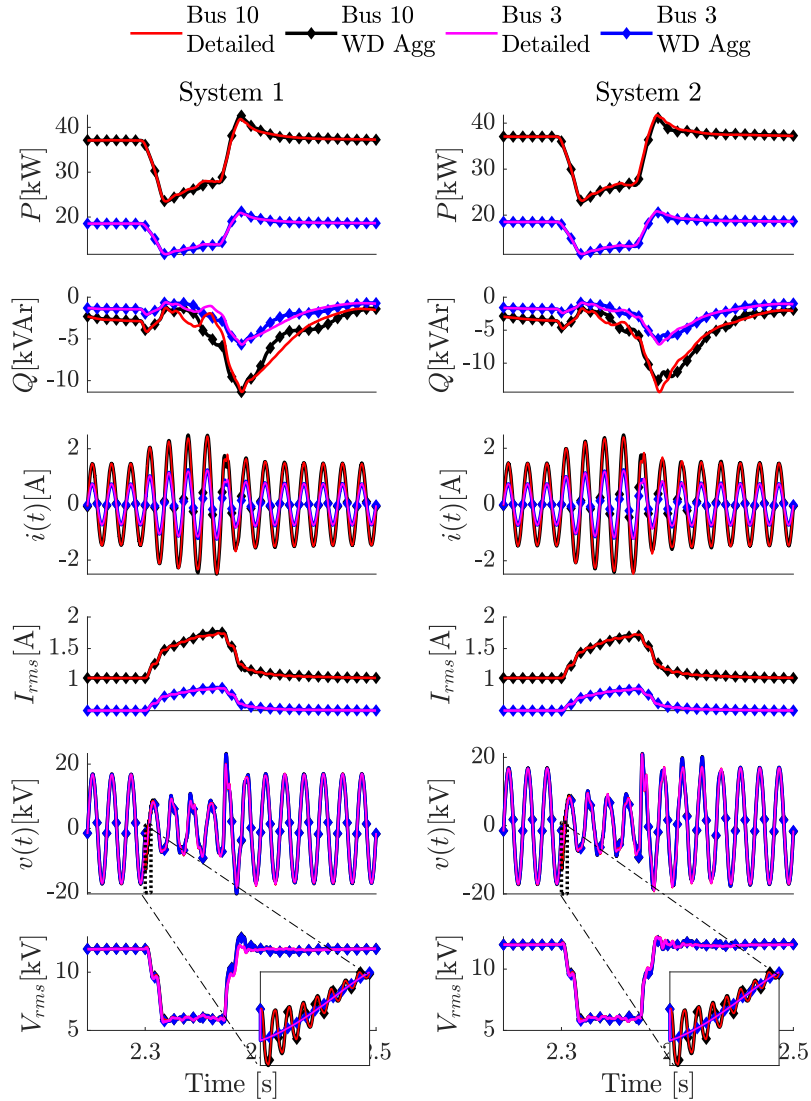 Bus 10 Bus 10 Bus 3 Bus 3
Detailed WD Agg Detailed WD Agg
System 1 System 2
P[kW] 40 30 20 P[kW] 40 30 20
Q[kVAr] 0 -5 -10 Q[kVAr] 0 -5 -10
i(t)[A] 2 0 -2 i(t)[A] 2 0 -2
I_rms[A] 2 1.5 1 I_rms[A] 2 1.5 1
v(t)[kV] 20 0 -20 v(t)[kV] 20 0 -20
V_rms[kV] 10 5 V_rms[kV] 10 5
2.3 2.5 2.3 2.5
Time [s] Time [s]